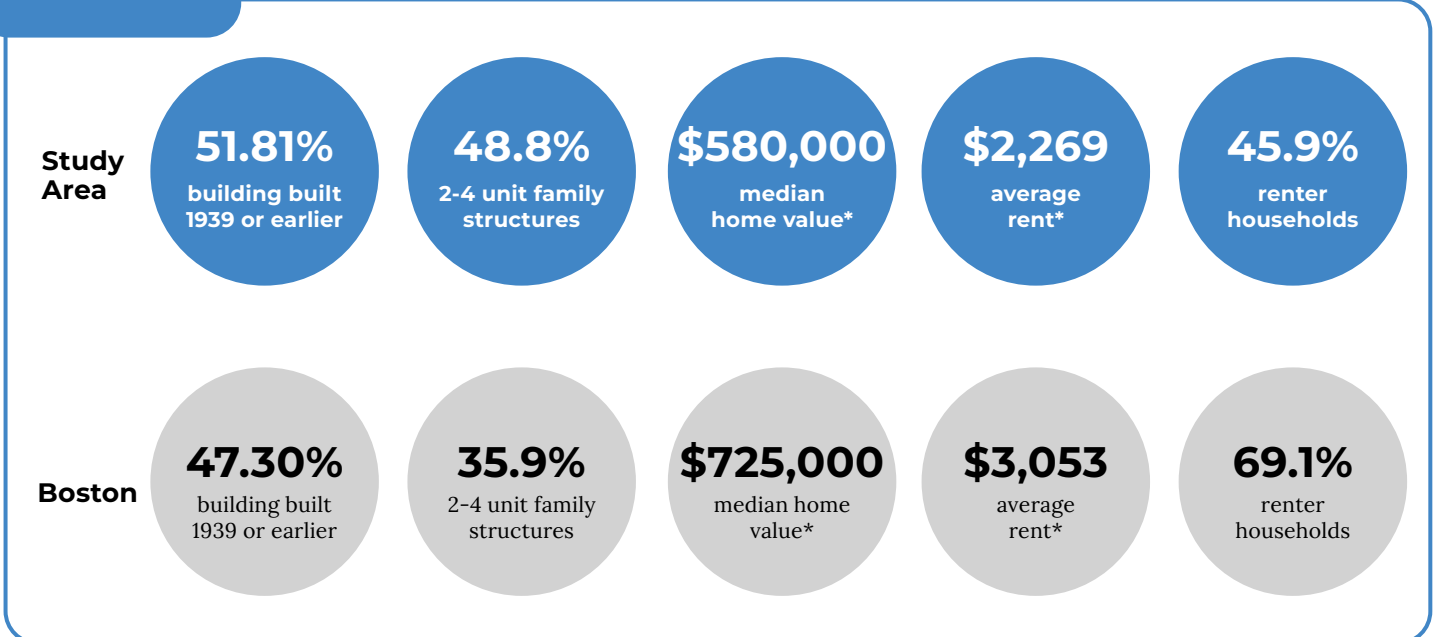 Study
Area
51.81%
building built
1939 or earlier
48.8%
2-4 unit family
structures
$580,000
median
home value*
$2,269
average
rent*
45.9%
renter
households
Boston
47.30%
building built
1939 or earlier
35.9%
2-4 unit family
structures
$725,000
median home
value*
$3,053
average
rent*
69.1%
renter
households